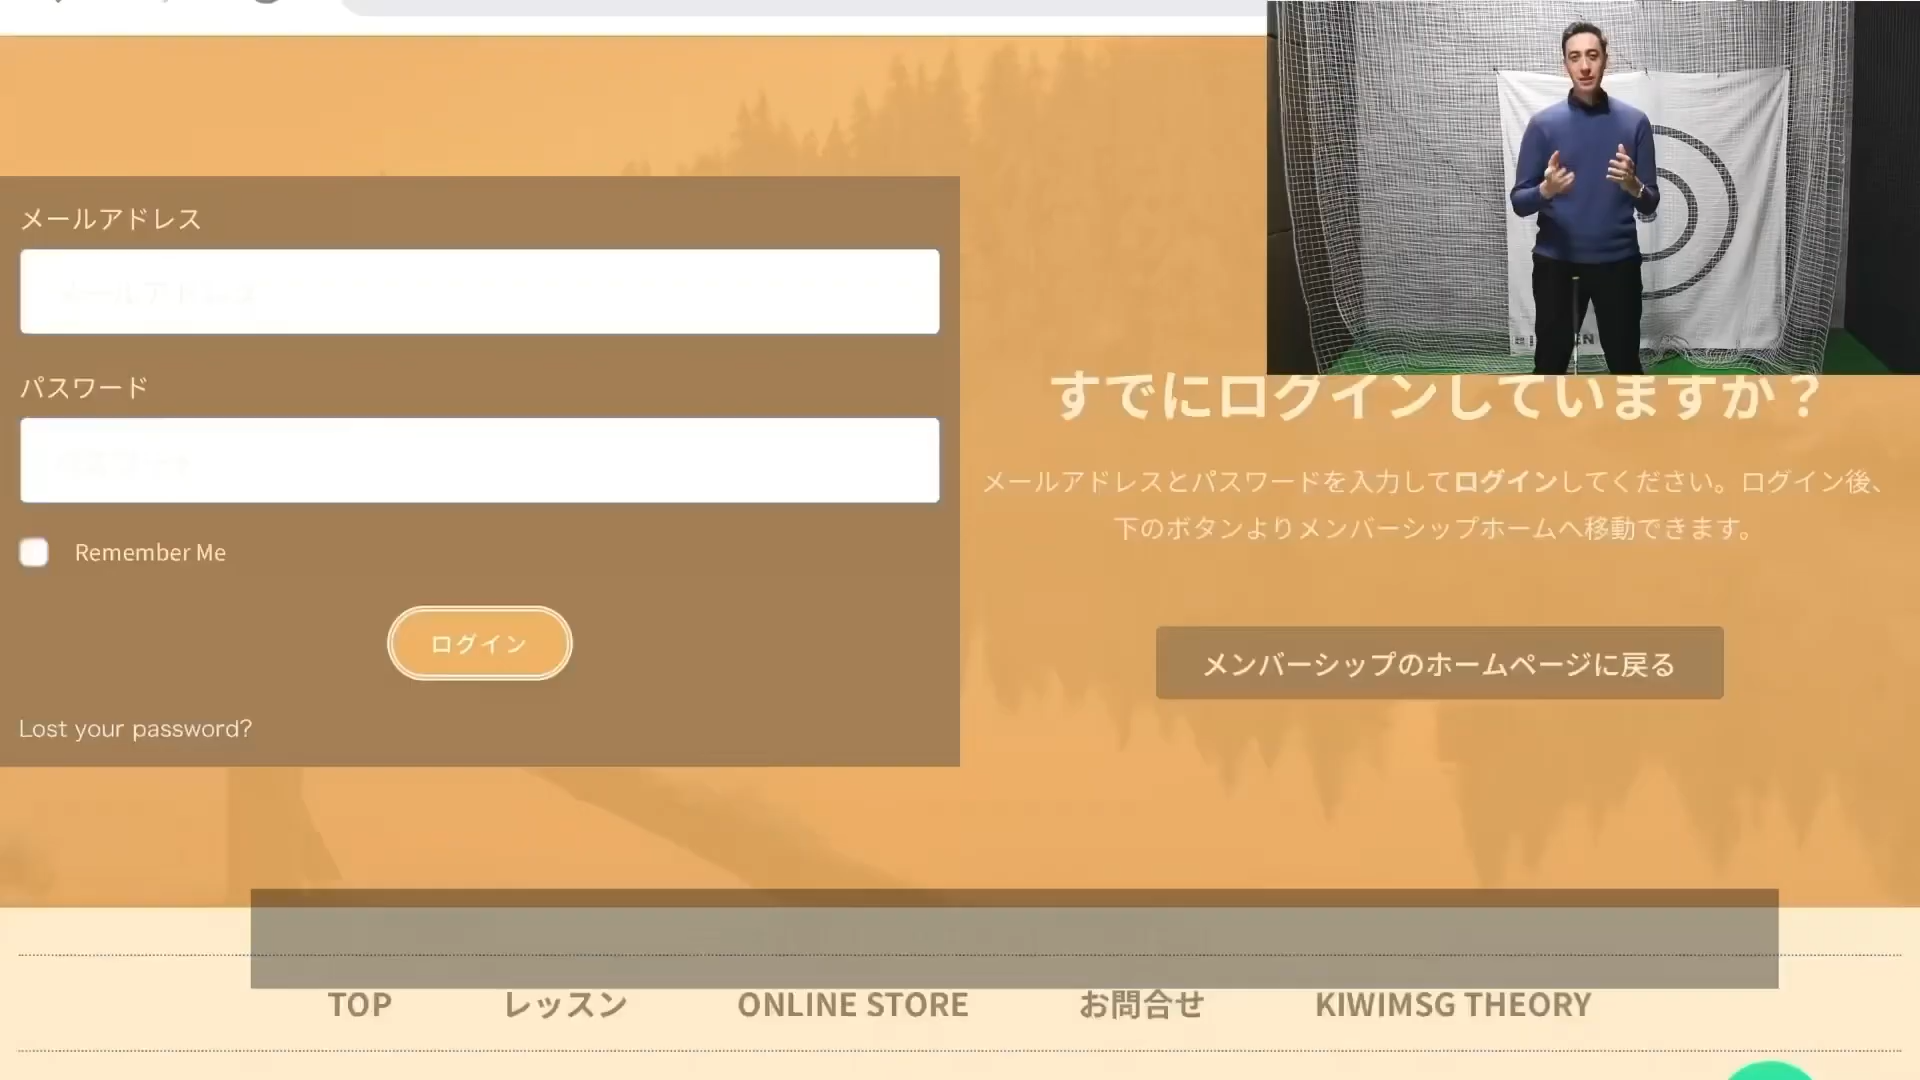 メールアドレス
パスワード
Remember Me
ログイン
Lost your password?
すでにログインしていますか？
メールアドレスとパスワードを入力してログインしてください。ログイン後、
下のボタンよりメンバーシップホームへ移動できます。
メンバーシップのホームページに戻る
TOP
レッスン
ONLINE STORE
お問合せ
KIWIMSG THEORY